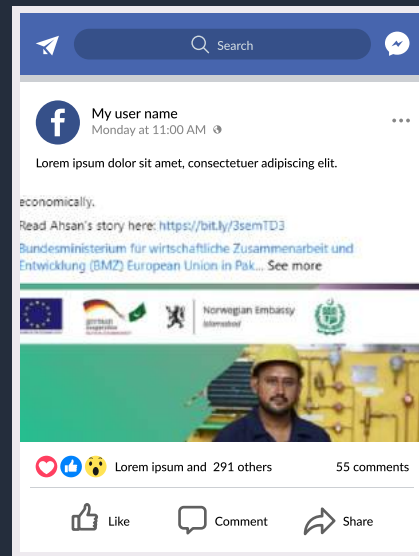 Search
My user name
Monday at 11:00 AM
Lorem ipsum dolor sit amet, consectetuer adipiscing elit.
economically.
Read Ahsan's story here: https://bit.ly/3semTD3
Bundesministerium für wirtschaftliche Zusammenarbeit und
Entwicklung (BMZ) European Union in Pak... See more
Norwegian Embassy
Islamabad
Lorem ipsum and 291 others
55 comments
Like
Comment
Share